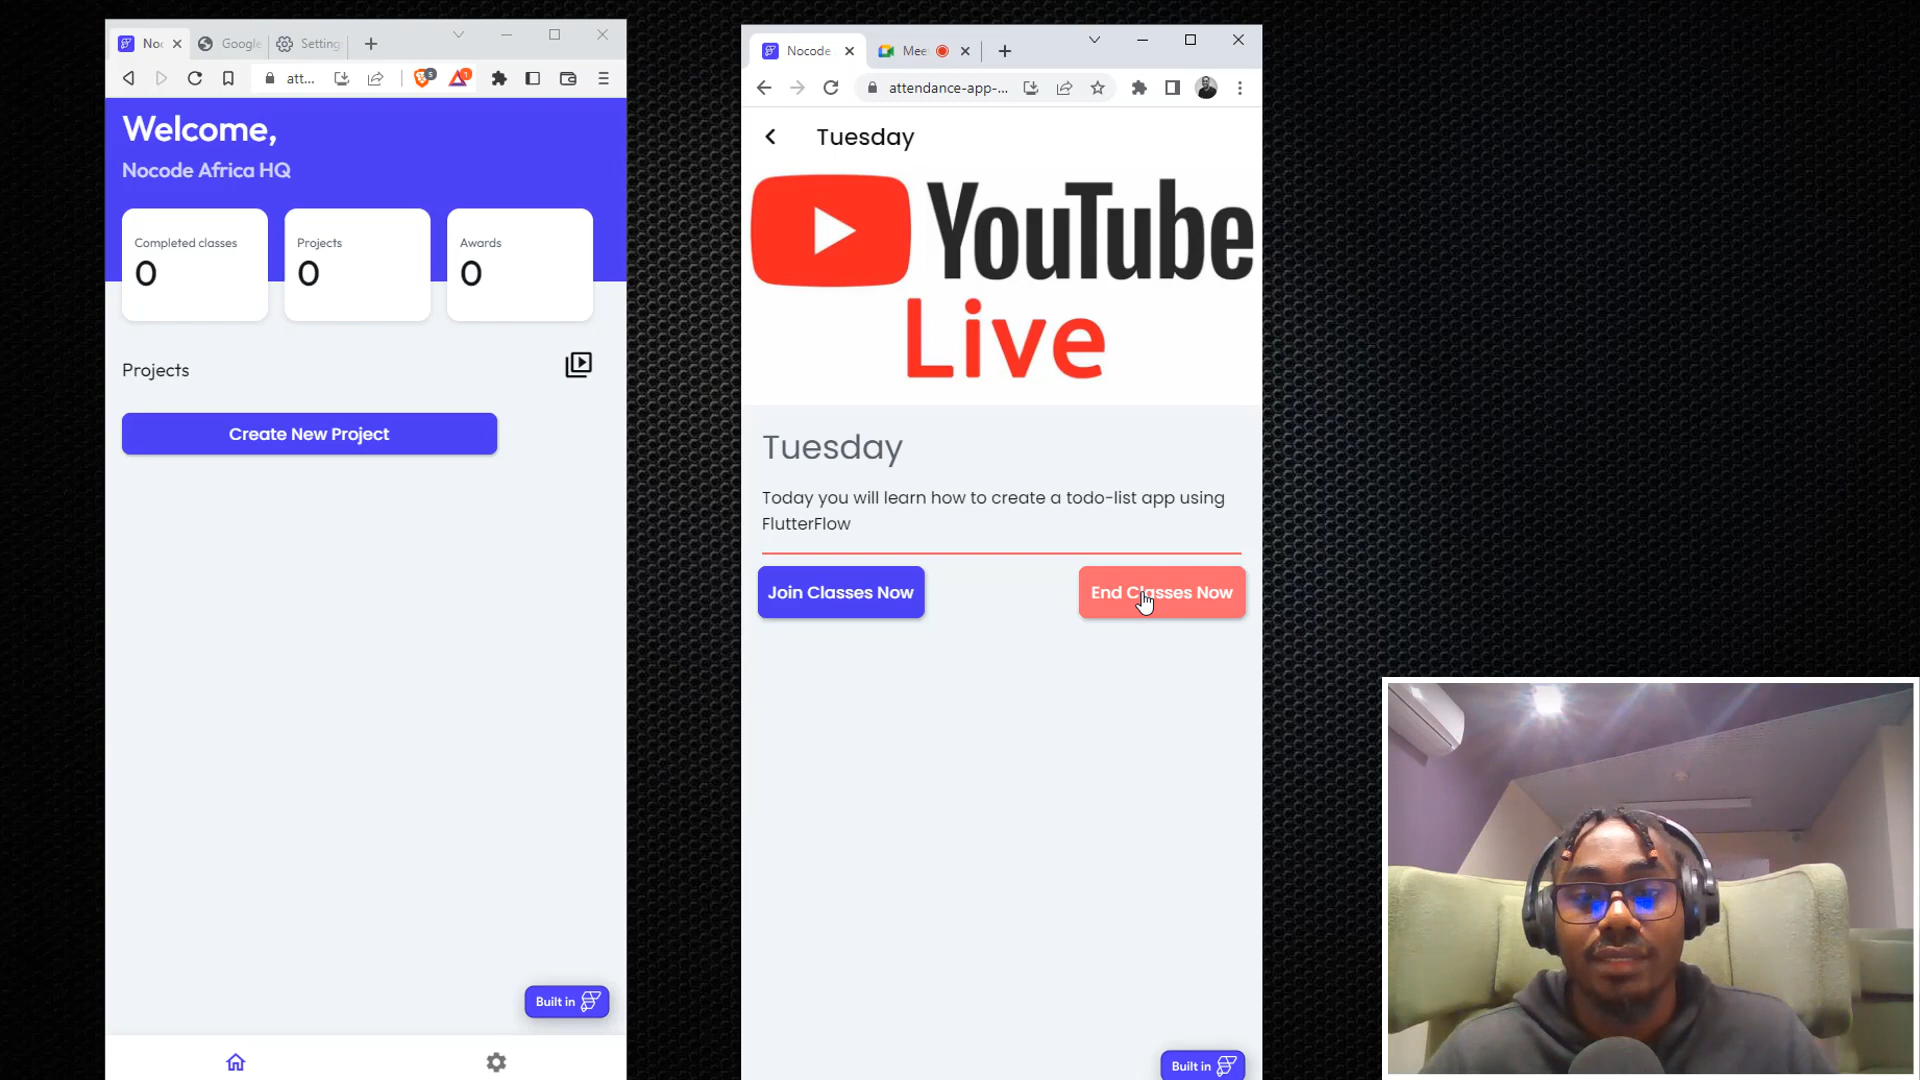 Noc
Google
Setting
att...
5
1
Welcome,
Nocode Africa HQ
Completed classes
0
Projects
0
Awards
0
Projects
Create New Project
Built in
Nocode
Mee
attendance-app-...
Tuesday
YouTube
Live
Tuesday
Today you will learn how to create a todo-list app using
FlutterFlow
Join Classes Now
End Classes Now
Built in